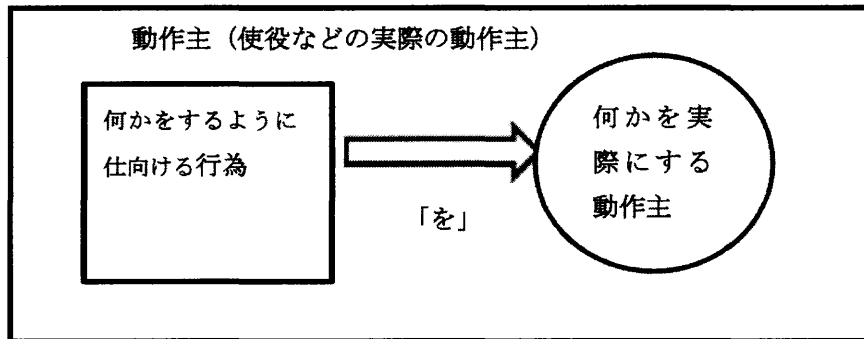 動作主（使役などの実際の動作主）
何かをするように
仕向ける行為
「を」
何かを実
際にする
動作主